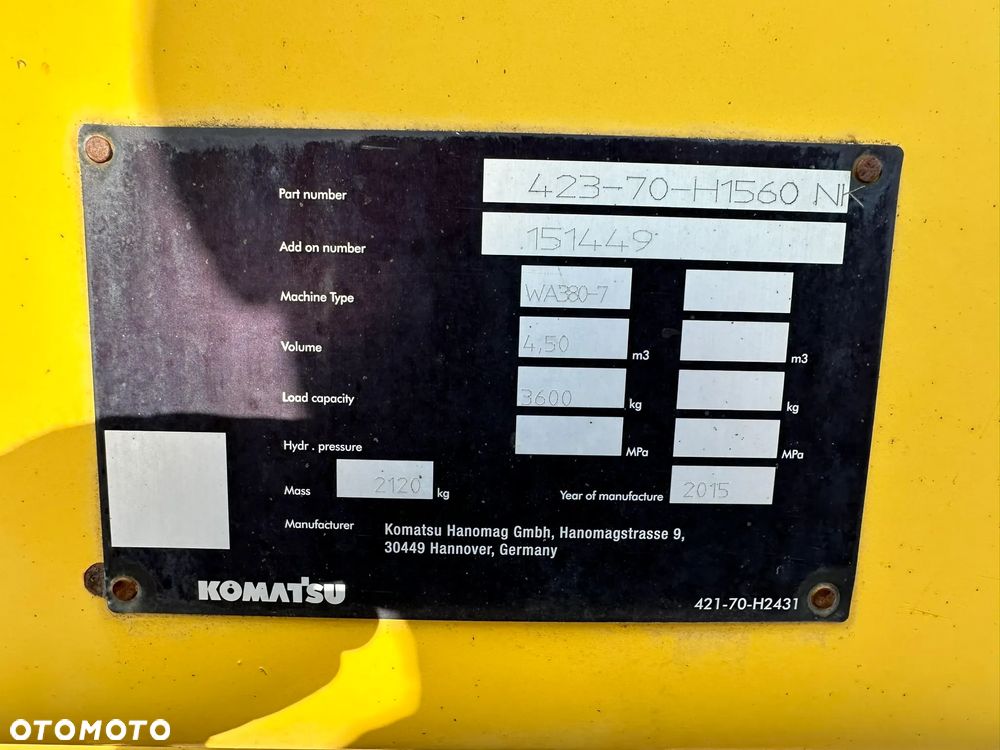 Part number 423-70-H1560 NK
Add on number 151449
Machine Type WA380-7
Volume 4,50 m3 m3
Load capacity 3600 kg kg
Hydr . pressure MPa MPa
Mass 2120 kg Year of manufacture 2015
Manufacturer Komatsu Hanomag Gmbh, Hanomagstrasse 9,
30449 Hannover, Germany
KOMATSU 421-70-H2431
OTOMOTO